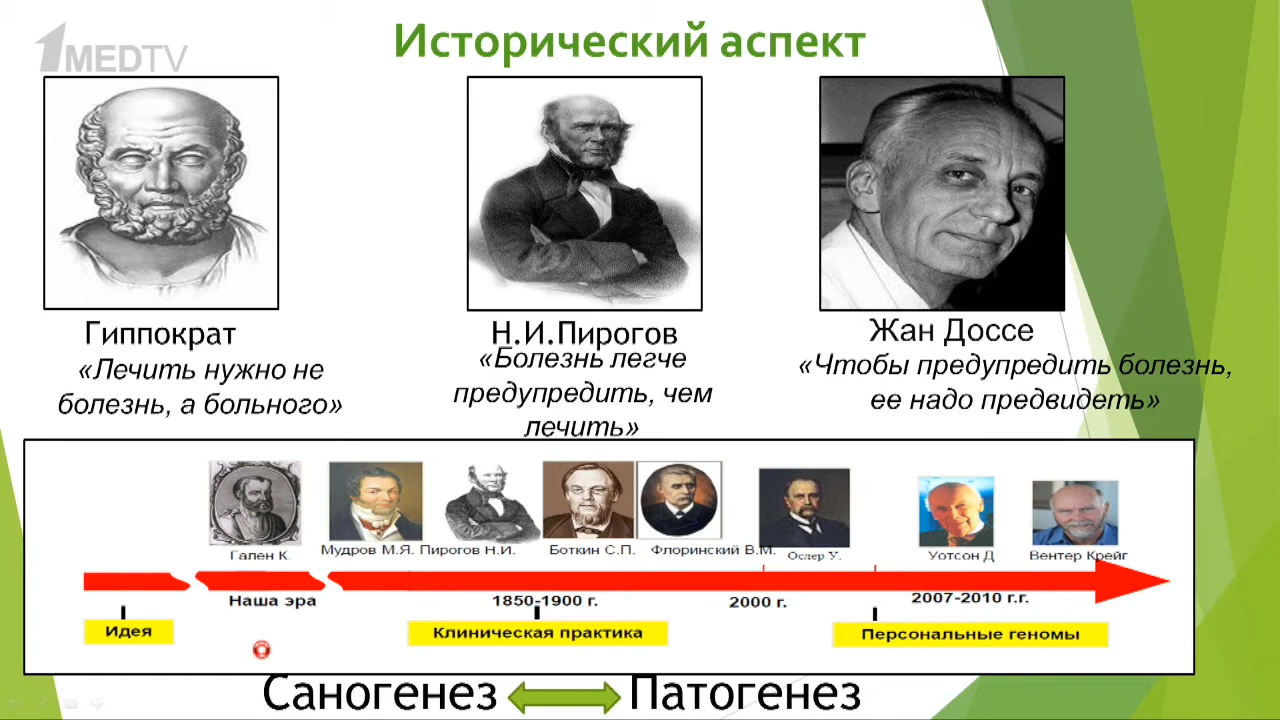 1MEDTV
Исторический аспект
Гиппократ
«Лечить нужно не
болезнь, а больного»
Н.И.Пирогов
«Болезнь легче
предупредить, чем
лечить»
Жан Доссе
«Чтобы предупредить болезнь,
ее надо предвидеть»
Гален К.
Мудров М.Я.
Пирогов Н.И.
Боткин С.П.
Флоринский В.М.
Ослер У.
Уотсон Д
Вентер Крейг
Наша эра
1850-1900 г.
2000 г.
2007-2010 г.г.
Идея
Клиническая практика
Персональные геномы
Саногенез
Патогенез